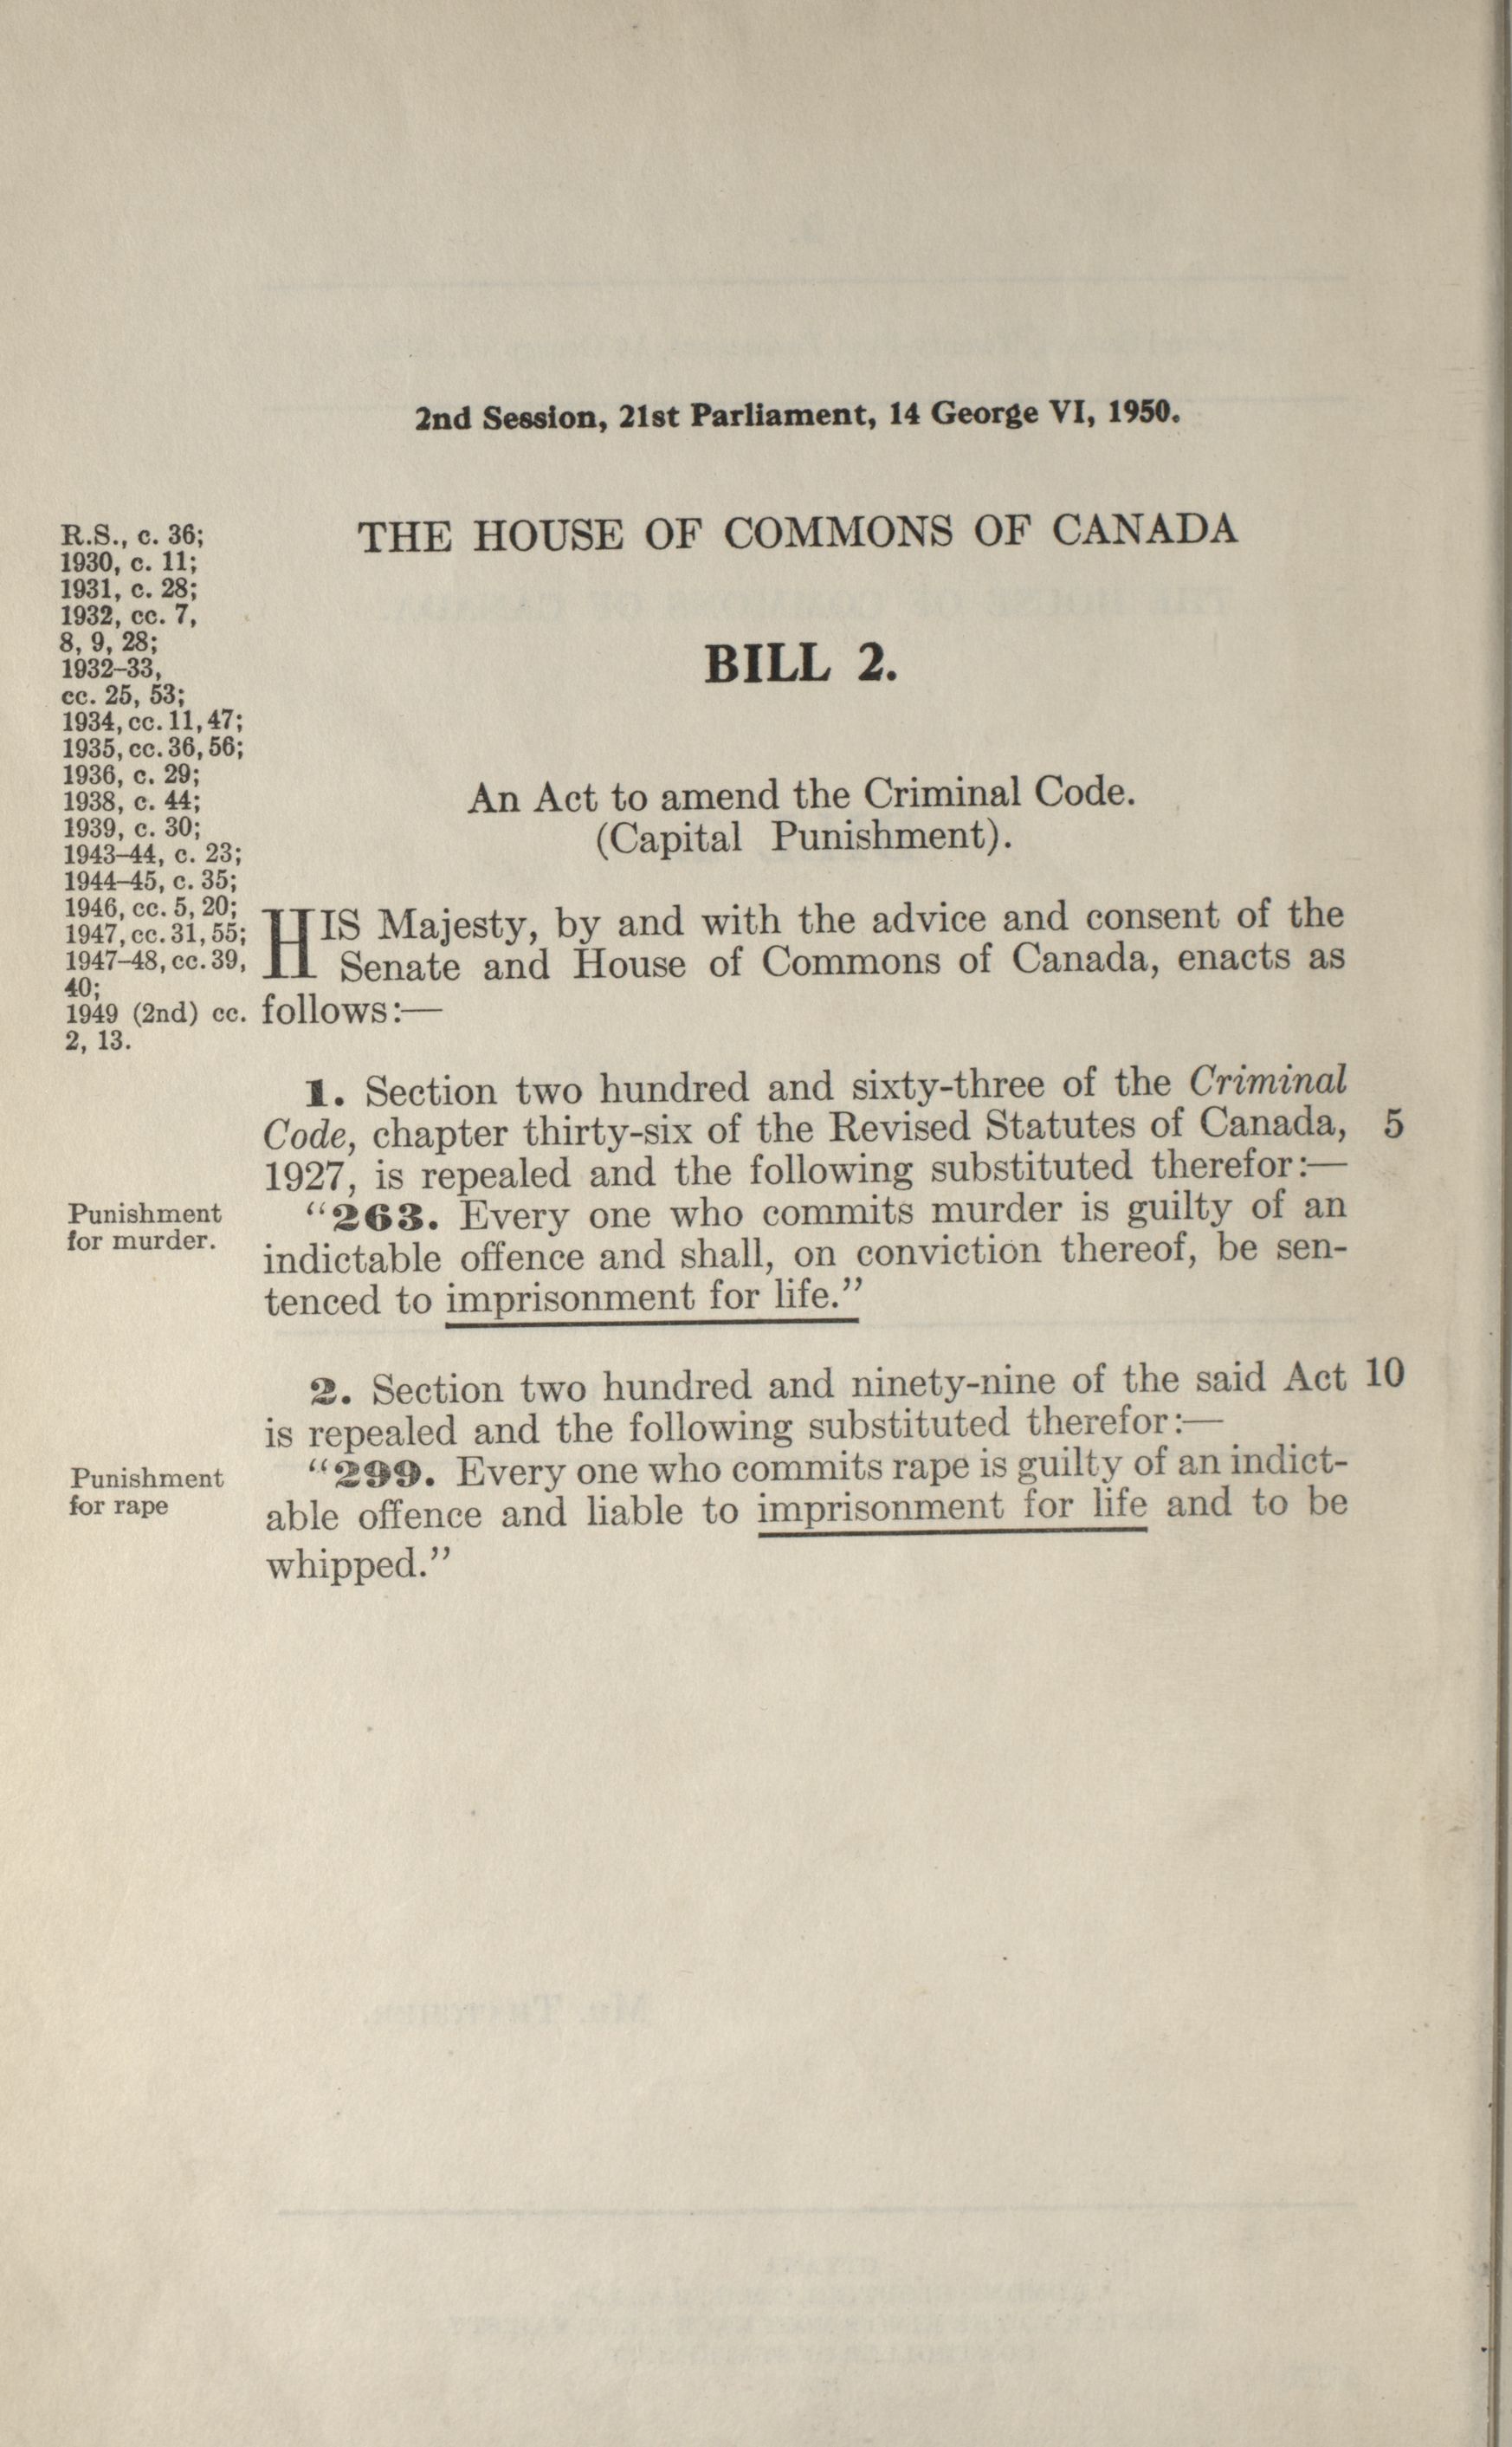 2nd Session, 21st Parliament, 14 George VI, 1950.
THE HOUSE OF COMMONS OF CANADA
BILL 2.
An Act to amend the Criminal Code.
(Capital Punishment).
R.S., c. 36;
1930, c. 11;
1931, c. 28;
1932, cc. 7,
8, 9, 28;
1932–33,
cc. 25, 53;
1934, cc. 11, 47;
1935, cc. 36, 56;
1936, c. 29;
1938, c. 44;
1939, c. 30;
1943–44, c. 23;
1944–45, c. 35;
1946, cc. 5, 20;
1947, cc. 31, 55;
1947–48, cc. 39,
40;
1949 (2nd) cc.
2, 13.
HIS Majesty, by and with the advice and consent of the
Senate and House of Commons of Canada, enacts as
follows:—
1. Section two hundred and sixty-three of the Criminal
Code, chapter thirty-six of the Revised Statutes of Canada, 5
1927, is repealed and the following substituted therefor:—
Punishment
for murder.
“263. Every one who commits murder is guilty of an
indictable offence and shall, on conviction thereof, be sen-
tenced to imprisonment for life.”
2. Section two hundred and ninety-nine of the said Act 10
is repealed and the following substituted therefor:—
Punishment
for rape
“299. Every one who commits rape is guilty of an indict-
able offence and liable to imprisonment for life and to be
whipped.”